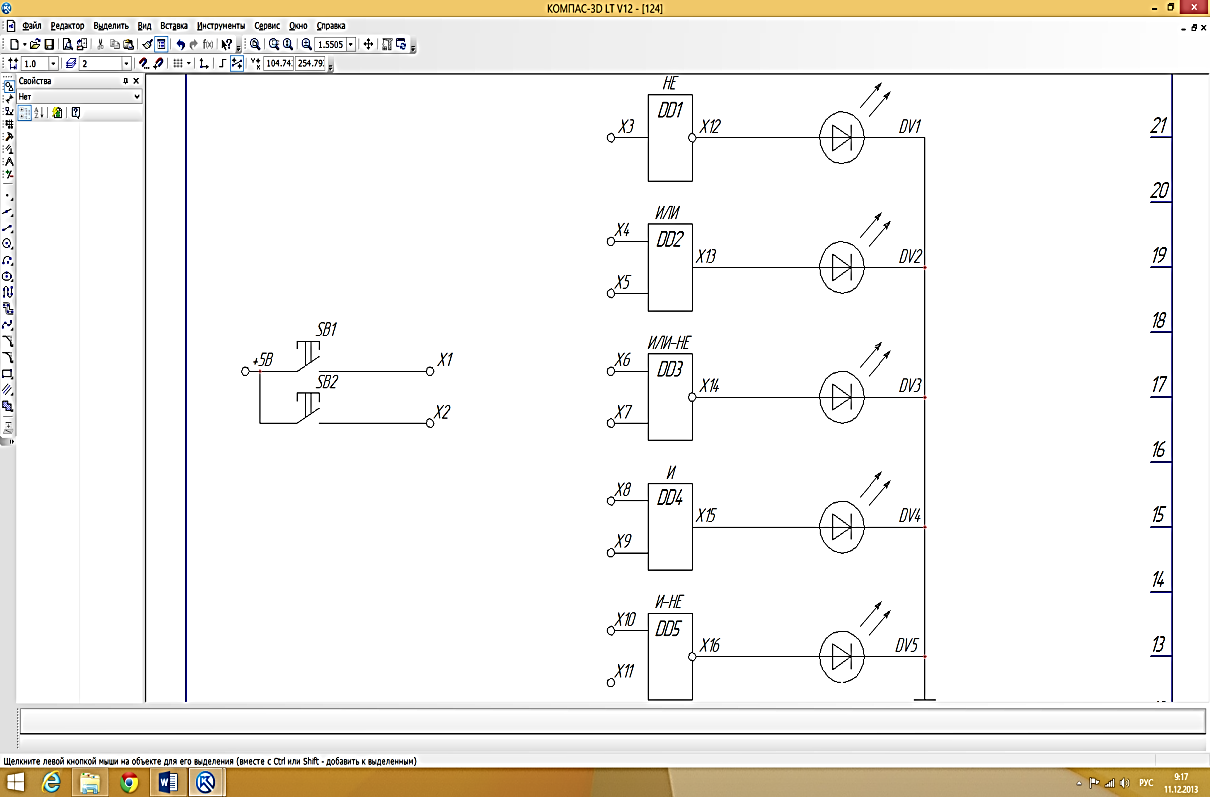 КОМПАС-3D LT V12 - [124]
Файл Редактор Выделить Вид Вставка Инструменты Сервис Окно Справка
1.5505
1.0 2 104.74 254.79
Свойства
Нет
НЕ
DD1
X3 X12 DV1
21
20
ИЛИ
X4 DD2
X13 DV2 19
X5
18
SB1
ИЛИ-НЕ
+5В X1 X6 DD3
SB2 X14 DV3 17
X2 X7
16
И
X8 DD4
X15 DV4 15
X9
14
И-НЕ
X10 DD5
X16 DV5 13
X11
Щелкните левой кнопкой мыши на объекте для его выделения (вместе с Ctrl или Shift - добавить к выделенным)
РУС
9:17
11.12.2013